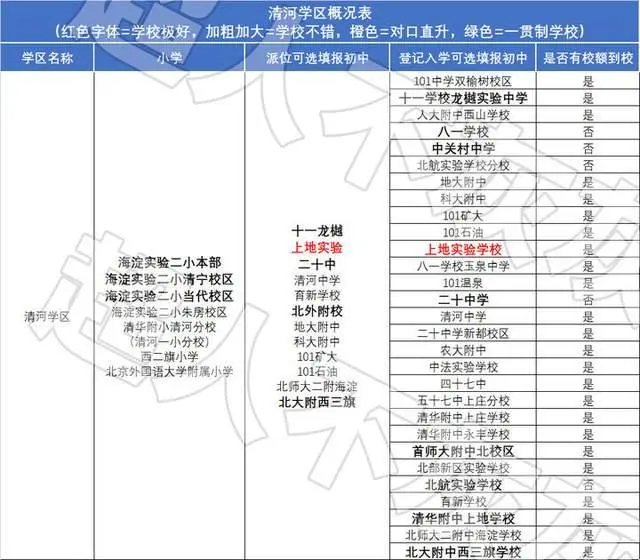 清河学区概况表
(红色字体=学校极好，加粗加大=学校不错，橙色=对口直升，绿色=一贯制学校)
学区名称 小学 派位可选填报初中 登记入学可选填报初中 是否有校额到校
清河学区
海淀实验二小本部
海淀实验二小清宁校区
海淀实验二小当代校区
海淀实验二小朱房校区
清华附小清河分校
(清河一小分校)
西二旗小学
北京外国语大学附属小学
十一龙樾
上地实验
二十中
清河中学
育新学校
北外附校
地大附中
科大附中
101矿大
101石油
北师大二附海淀
北大附西三旗
101中学双榆树校区 是
十一学校龙樾实验中学 是
人大附中西山学校 是
八一学校 否
中关村中学 否
北航实验学校分校 否
地大附中 是
科大附中 是
101矿大 是
101石油 是
上地实验学校 是
八一学校玉泉中学 是
101温泉 是
二十中学 否
清河中学 是
二十中学新都校区 是
农大附中 是
中法实验学校 是
四十七中 是
五十七中上庄分校 是
清华附中上庄学校 是
清华附中永丰学校 是
首师大附中北校区 是
北部新区实验学校 是
北航实验学校 否
育新学校 是
清华附中上地学校 是
北师大二附中海淀学校 是
北大附中西三旗学校 是